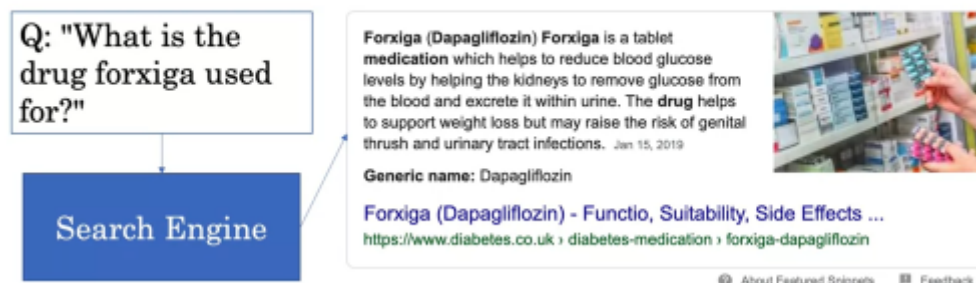 Q: "What is the
drug forxiga used
for?"
Search Engine
Forxiga (Dapagliflozin) Forxiga is a tablet
medication which helps to reduce blood glucose
levels by helping the kidneys to remove glucose from
the blood and excrete it within urine. The drug helps
to support weight loss but may raise the risk of genital
thrush and urinary tract infections. Jan 15, 2019
Generic name: Dapagliflozin
Forxiga (Dapagliflozin) - Functio, Suitability, Side Effects ...
https://www.diabetes.co.uk › diabetes-medication › forxiga-dapagliflozin
About Featured Snippets Feedback